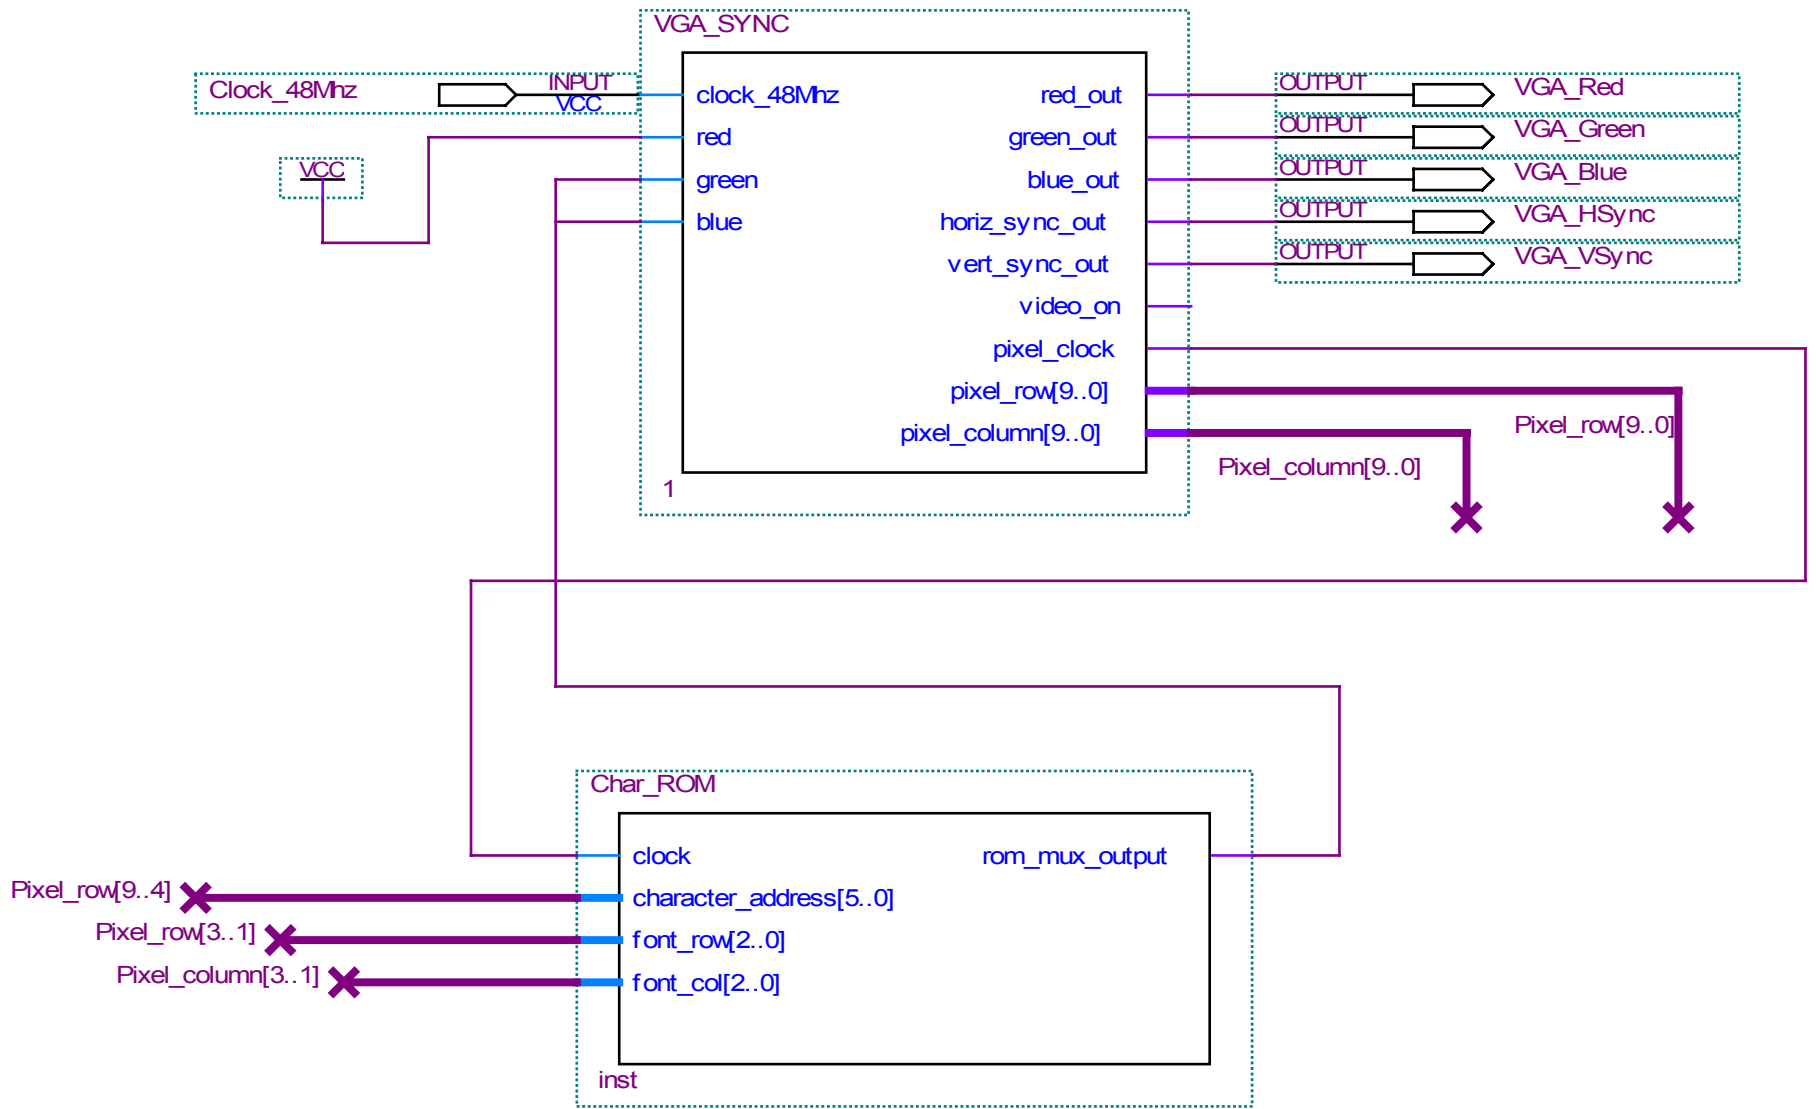 VGA_SYNC
Clock_48Mhz
INPUT
VCC
clock_48Mhz
red_out
OUTPUT
VGA_Red
red
green_out
OUTPUT
VGA_Green
VCC
green
blue_out
OUTPUT
VGA_Blue
blue
horiz_sync_out
OUTPUT
VGA_HSync
vert_sync_out
OUTPUT
VGA_VSync
video_on
pixel_clock
pixel_row[9..0]
pixel_column[9..0]
Pixel_row[9..0]
Pixel_column[9..0]
1
Char_ROM
clock
rom_mux_output
Pixel_row[9..4]
character_address[5..0]
Pixel_row[3..1]
font_row[2..0]
Pixel_column[3..1]
font_col[2..0]
inst